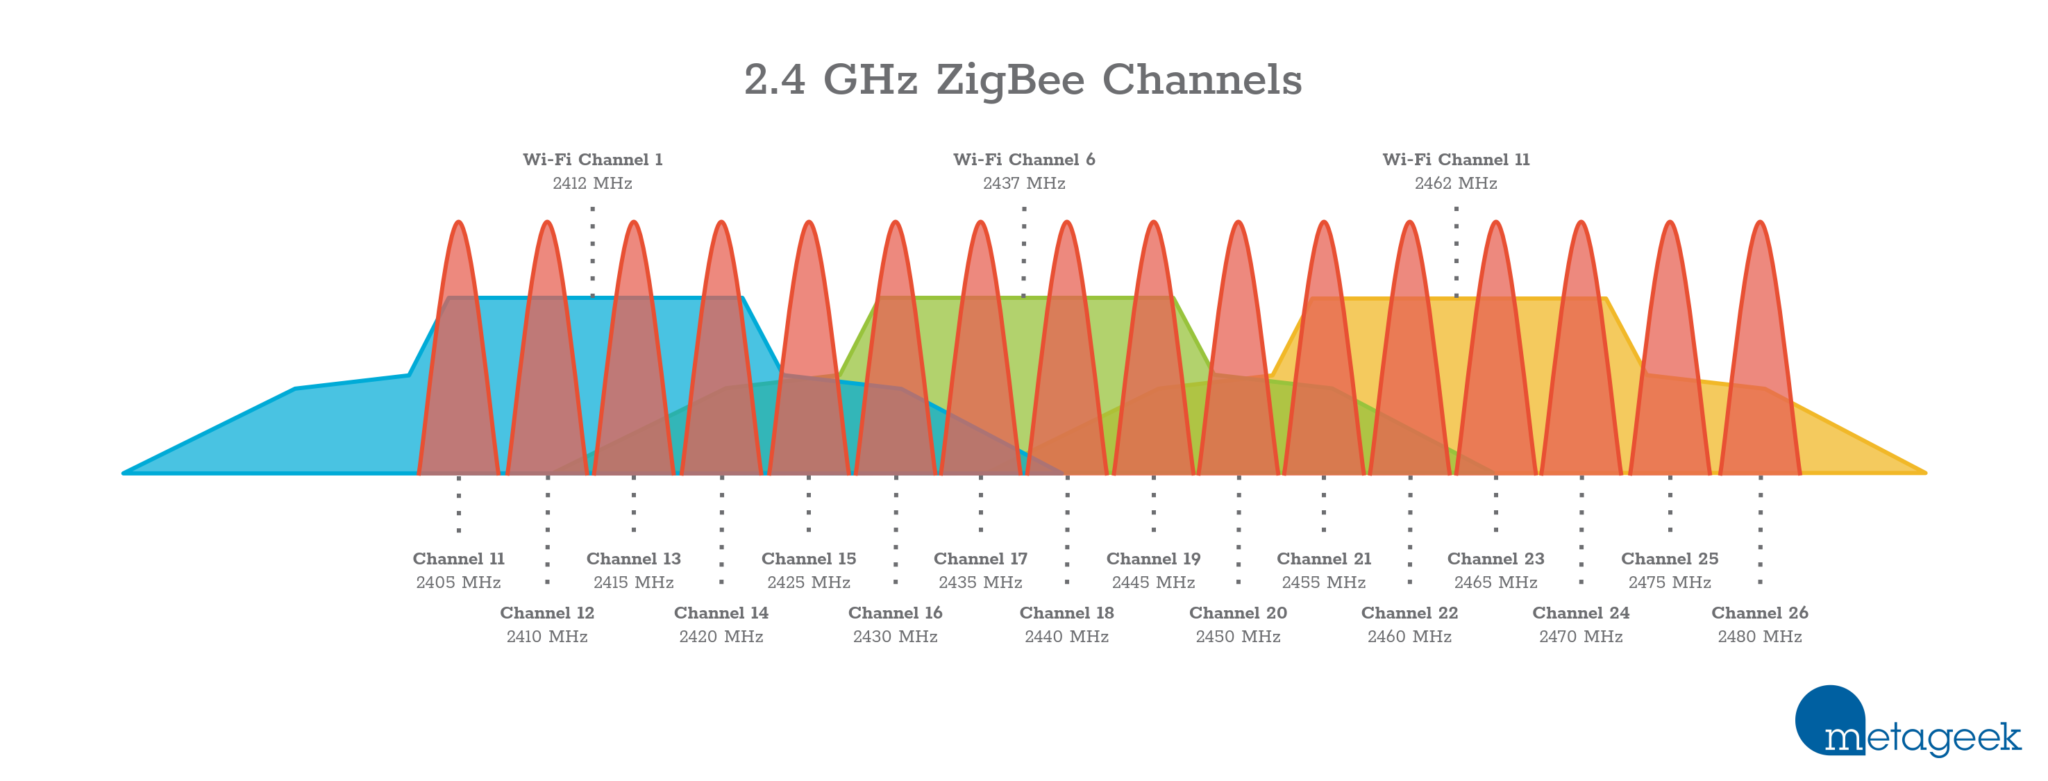 2.4 GHz ZigBee Channels
Wi-Fi Channel 1
2412 MHz
Wi-Fi Channel 6
2437 MHz
Wi-Fi Channel 11
2462 MHz
Channel 11
2405 MHz
Channel 12
2410 MHz
Channel 13
2415 MHz
Channel 14
2420 MHz
Channel 15
2425 MHz
Channel 16
2430 MHz
Channel 17
2435 MHz
Channel 18
2440 MHz
Channel 19
2445 MHz
Channel 20
2450 MHz
Channel 21
2455 MHz
Channel 22
2460 MHz
Channel 23
2465 MHz
Channel 24
2470 MHz
Channel 25
2475 MHz
Channel 26
2480 MHz
metageek